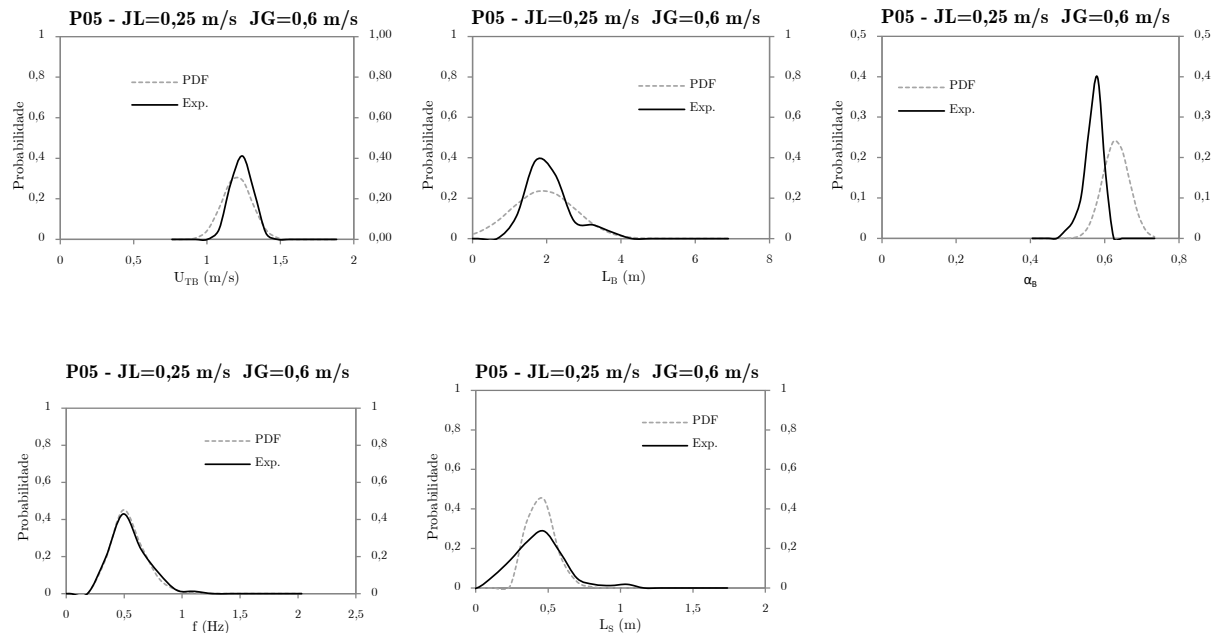 P05 - JL=0,25 m/s JG=0,6 m/s
1
0,8
0,6
0,4
0,2
0
1,00
0,80
0,60
0,40
0,20
0,00
Probabilidade
PDF
Exp.
0 0,5 1 1,5 2
U_TB (m/s)
P05 - JL=0,25 m/s JG=0,6 m/s
1
0,8
0,6
0,4
0,2
0
1
0,8
0,6
0,4
0,2
0
Probabilidade
PDF
Exp.
0 2 4 6 8
L_B (m)
P05 - JL=0,25 m/s JG=0,6 m/s
0,5
0,4
0,3
0,2
0,1
0
0,5
0,4
0,3
0,2
0,1
0
Probabilidade
PDF
Exp.
0 0,2 0,4 0,6 0,8
α_B
P05 - JL=0,25 m/s JG=0,6 m/s
1
0,8
0,6
0,4
0,2
0
1
0,8
0,6
0,4
0,2
0
Probabilidade
PDF
Exp.
0 0,5 1 1,5 2 2,5
f (Hz)
P05 - JL=0,25 m/s JG=0,6 m/s
1
0,8
0,6
0,4
0,2
0
1
0,8
0,6
0,4
0,2
0
Probabilidade
PDF
Exp.
0 0,5 1 1,5 2
L_S (m)